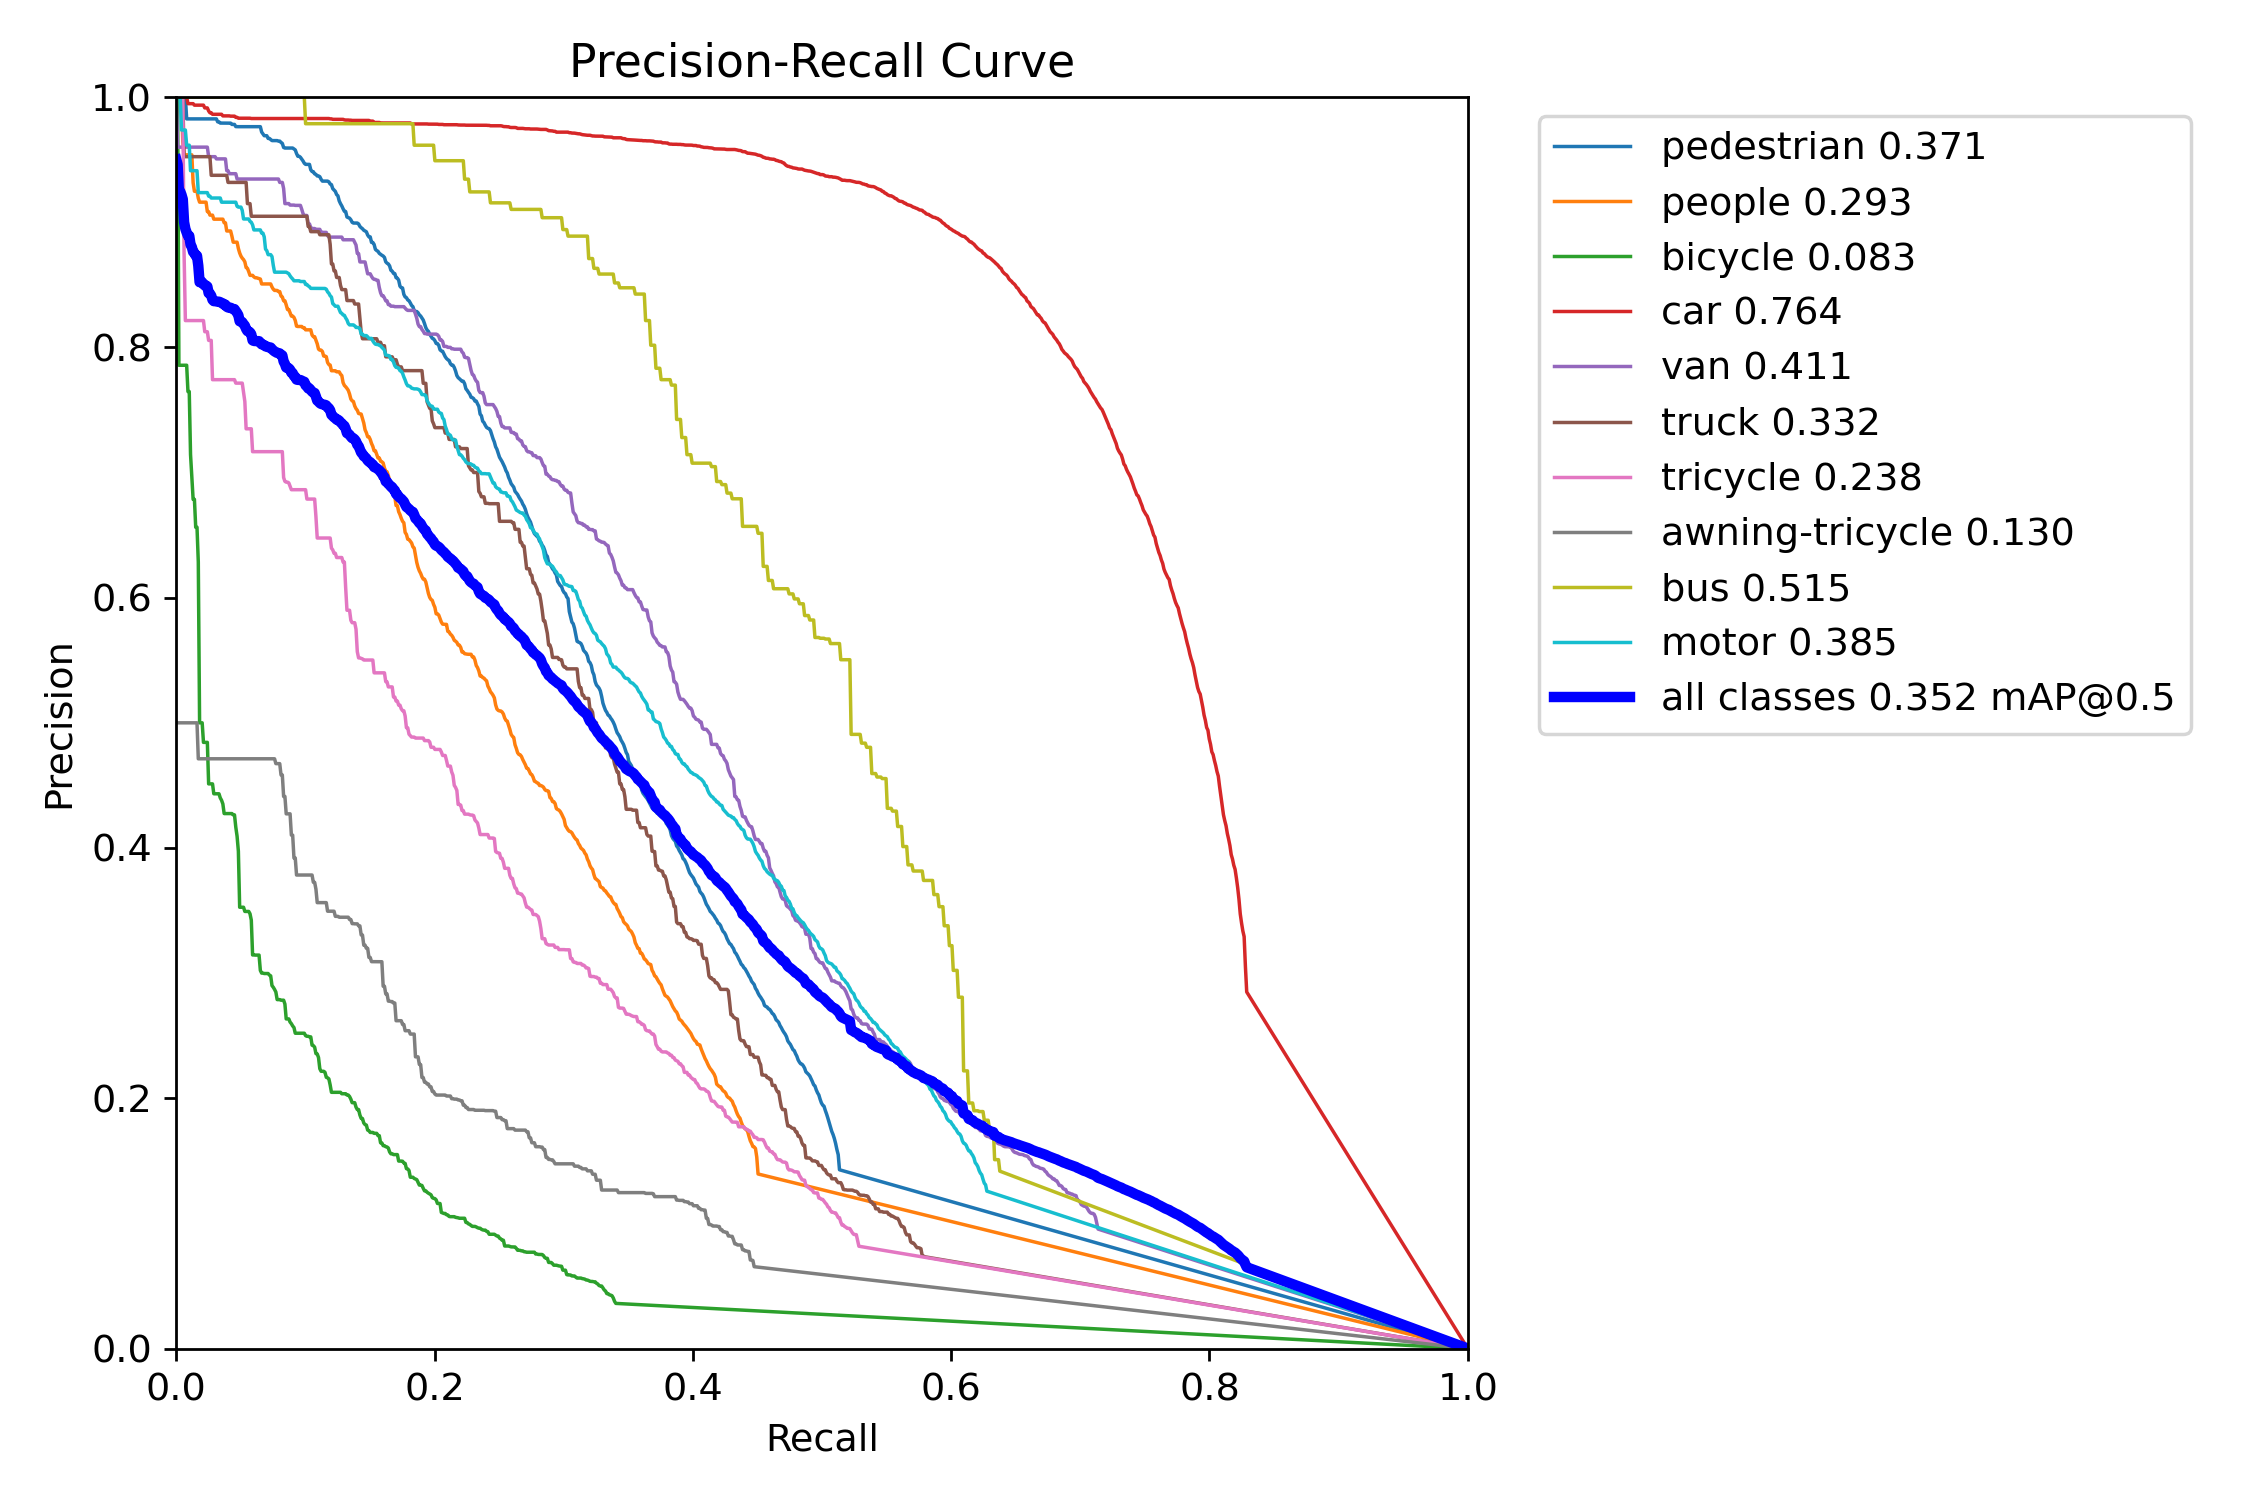 Precision-Recall Curve
1.0
0.8
0.6
0.4
0.2
0.0
Precision
0.0 0.2 0.4 0.6 0.8 1.0
Recall
pedestrian 0.371
people 0.293
bicycle 0.083
car 0.764
van 0.411
truck 0.332
tricycle 0.238
awning-tricycle 0.130
bus 0.515
motor 0.385
all classes 0.352 mAP@0.5